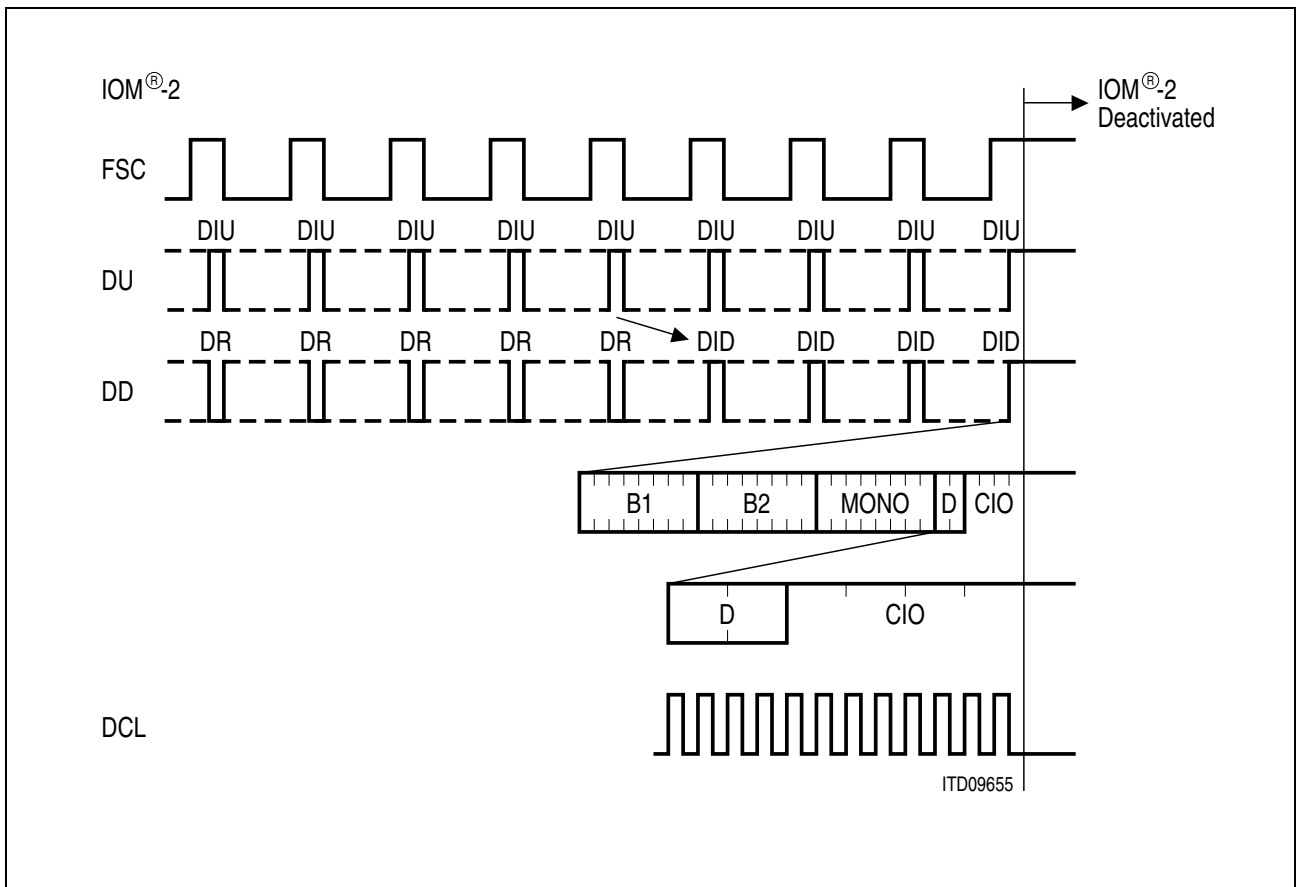 IOM®-2
IOM®-2
Deactivated
FSC
DIU DIU DIU DIU DIU DIU DIU DIU DIU
DU
DR DR DR DR DR DID DID DID DID
DD
B1 B2 MONO D CIO
D CIO
DCL
ITD09655